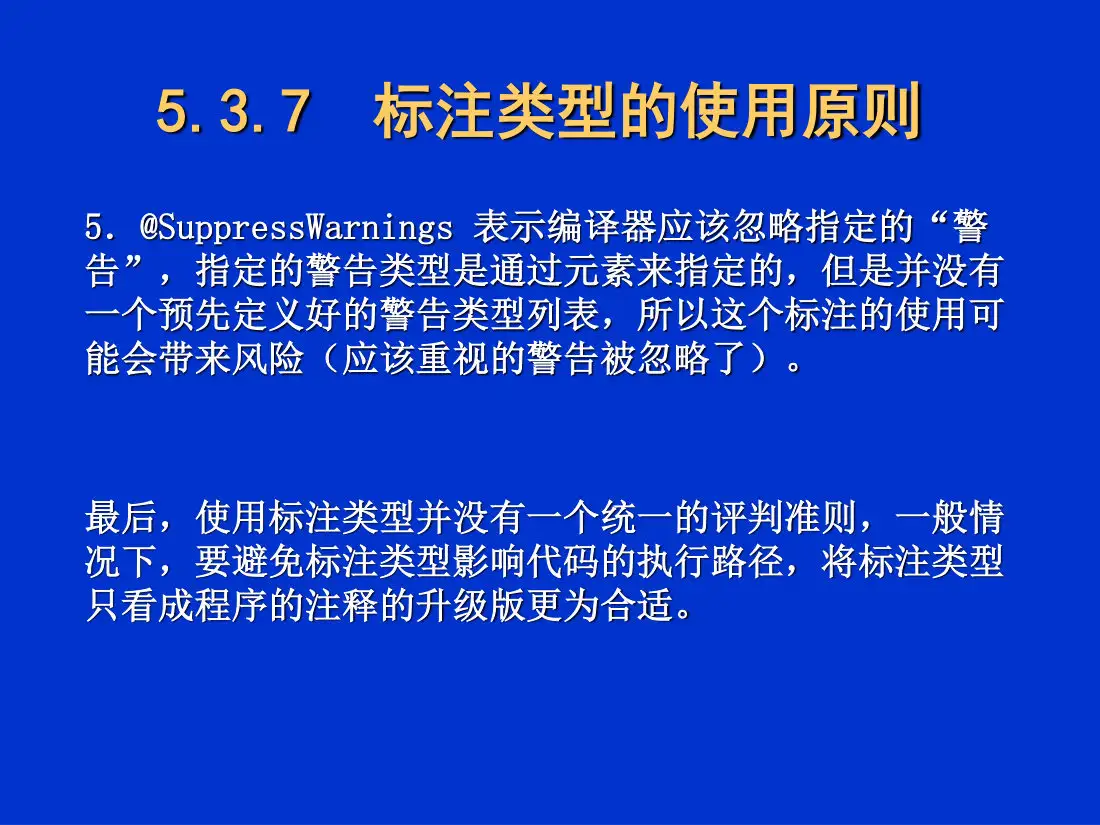 5.3.7 标注类型的使用原则
5．@SuppressWarnings 表示编译器应该忽略指定的“警
告”，指定的警告类型是通过元素来指定的，但是并没有
一个预先定义好的警告类型列表，所以这个标注的使用可
能会带来风险（应该重视的警告被忽略了）。
最后，使用标注类型并没有一个统一的评判准则，一般情
况下，要避免标注类型影响代码的执行路径，将标注类型
只看成程序的注释的升级版更为合适。